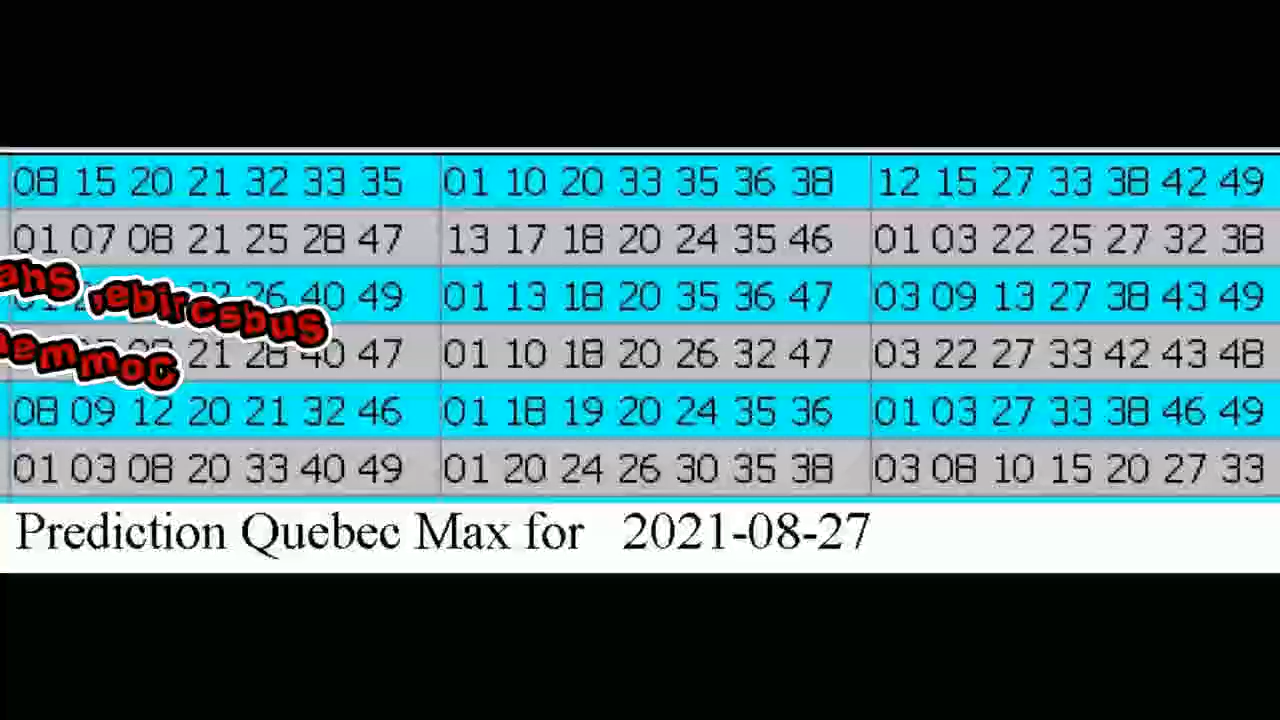 08 15 20 21 32 33 35 01 10 20 33 35 36 38 12 15 27 33 38 42 49
01 07 08 21 25 28 47 13 17 18 20 24 35 46 01 03 22 25 27 32 38
40 49 01 13 18 20 35 36 47 03 09 13 27 38 43 49
Subscribe,
21 28 40 47 01 10 18 20 26 32 47 03 22 27 33 42 43 48
08 09 12 20 21 32 46 01 18 19 20 24 35 36 01 03 27 33 38 46 49
01 03 08 20 33 40 49 01 20 24 26 30 35 38 03 08 10 15 20 27 33
Prediction Quebec Max for 2021-08-27